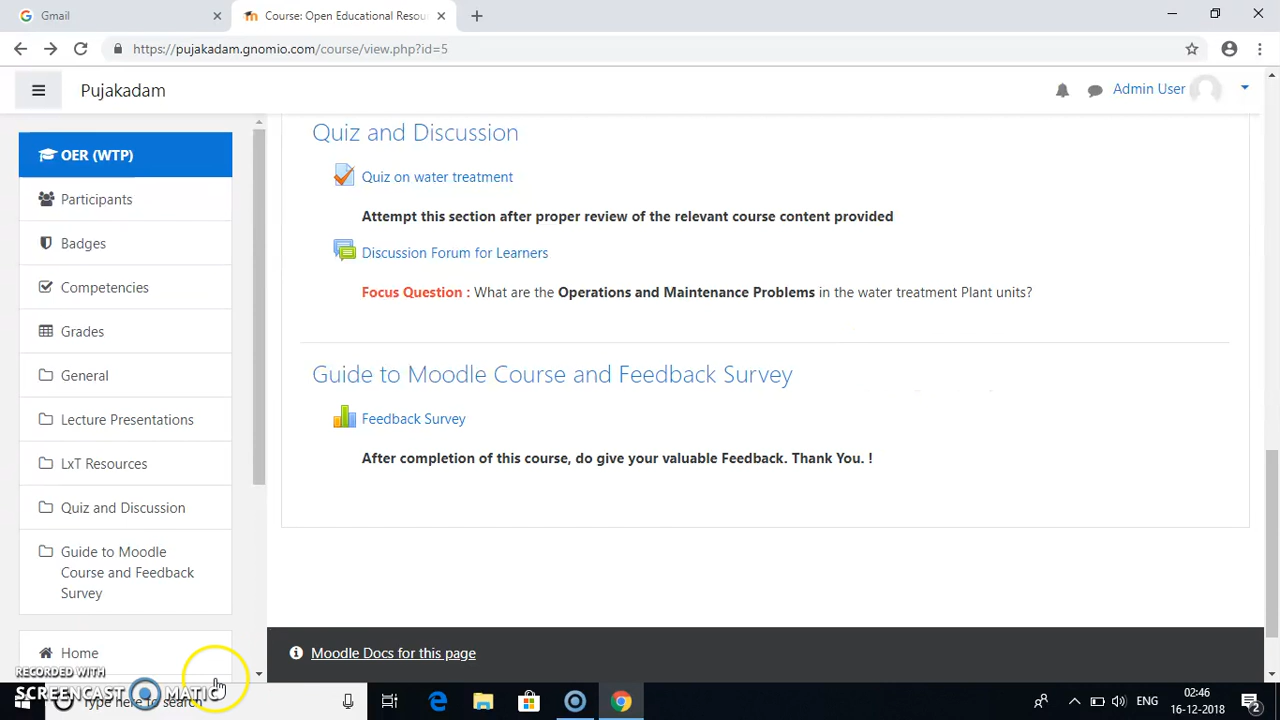 Gmail
Course: Open Educational Resou
https://pujakadam.gnomio.com/course/view.php?id=5
Pujakadam
Admin User
OER (WTP)
Participants
Badges
Competencies
Grades
General
Lecture Presentations
LxT Resources
Quiz and Discussion
Guide to Moodle
Course and Feedback
Survey
Home
Quiz and Discussion
Quiz on water treatment
Attempt this section after proper review of the relevant course content provided
Discussion Forum for Learners
Focus Question : What are the Operations and Maintenance Problems in the water treatment Plant units?
Guide to Moodle Course and Feedback Survey
Feedback Survey
After completion of this course, do give your valuable Feedback. Thank You. !
Moodle Docs for this page
RECORDED WITH
SCREENCAST MATIC
Type here to search
ENG
02:46
16-12-2018
2